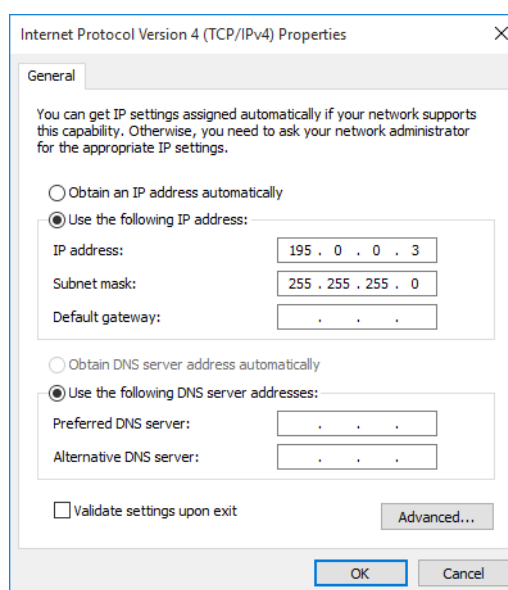 Internet Protocol Version 4 (TCP/IPv4) Properties
General
You can get IP settings assigned automatically if your network supports
this capability. Otherwise, you need to ask your network administrator
for the appropriate IP settings.
Obtain an IP address automatically
Use the following IP address:
IP address: 195 . 0 . 0 . 3
Subnet mask: 255 . 255 . 255 . 0
Default gateway: . . .
Obtain DNS server address automatically
Use the following DNS server addresses:
Preferred DNS server: . . .
Alternative DNS server: . . .
Validate settings upon exit
Advanced...
OK Cancel